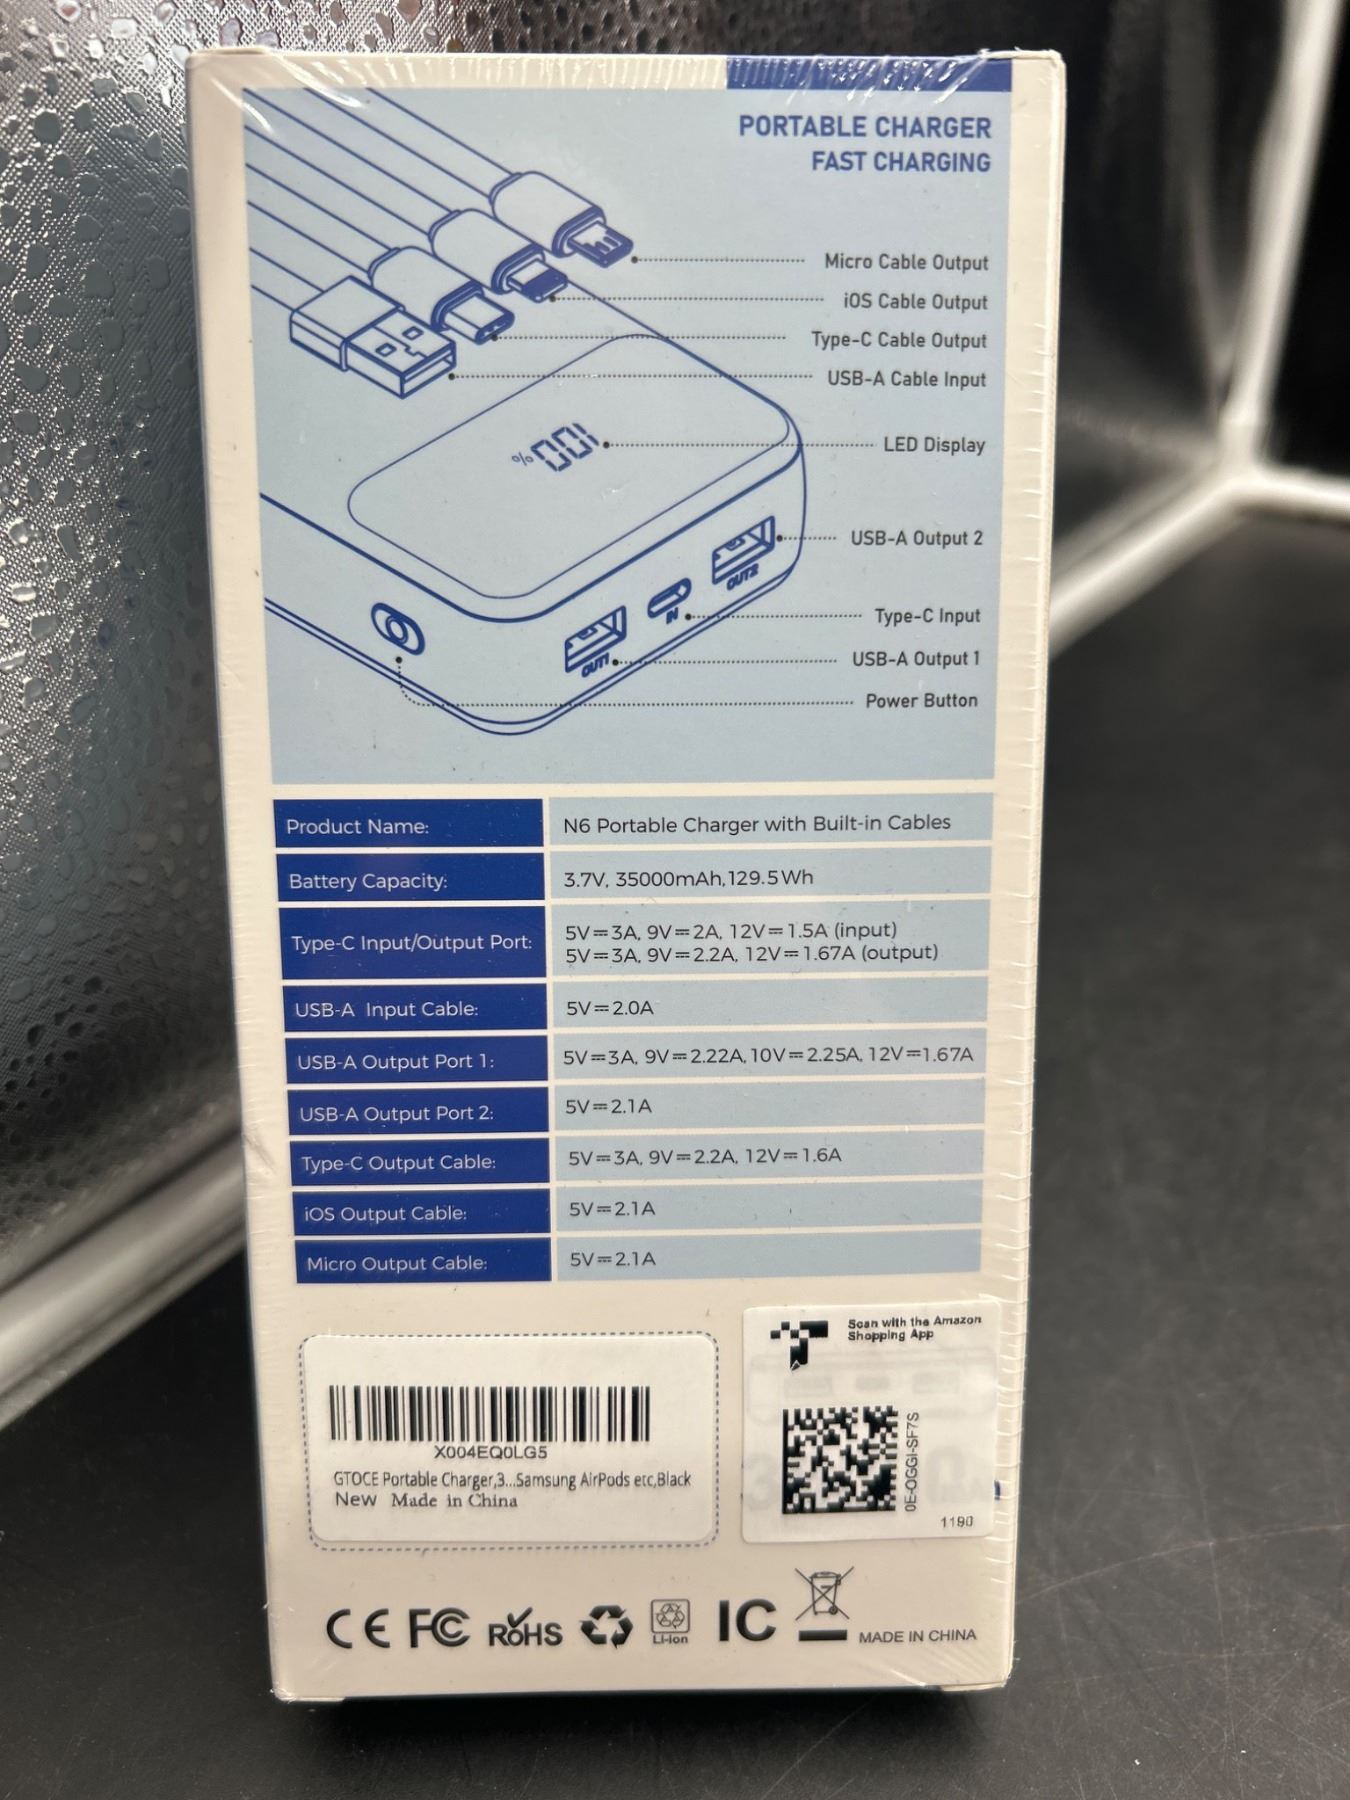 PORTABLE CHARGER
FAST CHARGING
Micro Cable Output
iOS Cable Output
Type-C Cable Output
USB-A Cable Input
100%
LED Display
USB-A Output 2
OUT2
Type-C Input
IN
USB-A Output 1
OUT1
Power Button
Product Name: N6 Portable Charger with Built-in Cables
Battery Capacity: 3.7V, 35000mAh,129.5Wh
Type-C Input/Output Port: 5V⎓3A, 9V⎓2A, 12V⎓1.5A (input)
5V⎓3A, 9V⎓2.2A, 12V⎓1.67A (output)
USB-A Input Cable: 5V⎓2.0A
USB-A Output Port 1: 5V⎓3A, 9V⎓2.22A, 10V⎓2.25A, 12V⎓1.67A
USB-A Output Port 2: 5V⎓2.1A
Type-C Output Cable: 5V⎓3A, 9V⎓2.2A, 12V⎓1.6A
iOS Output Cable: 5V⎓2.1A
Micro Output Cable: 5V⎓2.1A
Scan with the Amazon
Shopping App
X004EQ0LG5
GTOCE Portable Charger,3...Samsung AirPods etc,Black
New Made in China
0E-OGGI-SF7S
1190
CE FC RoHS Li-ion IC MADE IN CHINA